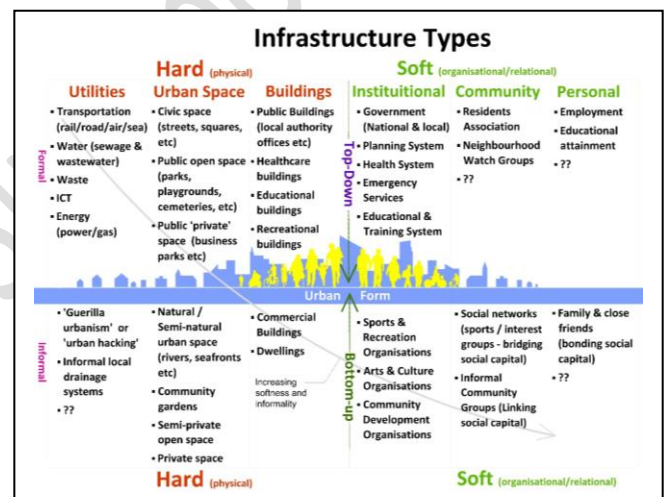 Infrastructure Types
Hard (physical)
Soft (organisational/relational)
Utilities
Urban Space
Buildings
Instituitional
Community
Personal
Formal
▪ Transportation
(rail/road/air/sea)
▪ Water (sewage &
wastewater)
▪ Waste
▪ ICT
▪ Energy
(power/gas)
▪ Civic space
(streets, squares,
etc)
▪ Public open space
(parks,
playgrounds,
cemeteries, etc)
▪ Public 'private'
space (business
parks etc)
▪ Public Buildings
(local authority
offices etc)
▪ Healthcare
buildings
▪ Educational
buildings
▪ Recreational
buildings
Top-Down
▪ Government
(National & local)
▪ Planning System
▪ Health System
▪ Emergency
Services
▪ Educational &
Training System
▪ Residents
Association
▪ Neighbourhood
Watch Groups
▪ ??
▪ Employment
▪ Educational
attainment
▪ ??
Urban Form
Informal
▪ 'Guerilla
urbanism' or
'urban hacking'
▪ Informal local
drainage
systems
▪ ??
▪ Natural /
Semi-natural
urban space
(rivers, seafronts
etc)
▪ Community
gardens
▪ Semi-private
open space
▪ Private space
▪ Commercial
Buildings
▪ Dwellings
Increasing
softness and
informality
Bottom-up
▪ Sports &
Recreation
Organisations
▪ Arts & Culture
Organisations
▪ Community
Development
Organisations
▪ Social networks
(sports / interest
groups - bridging
social capital)
▪ Informal
Community
Groups (Linking
social capital)
▪ Family & close
friends
(bonding social
capital)
▪ ??
Hard (physical)
Soft (organisational/relational)